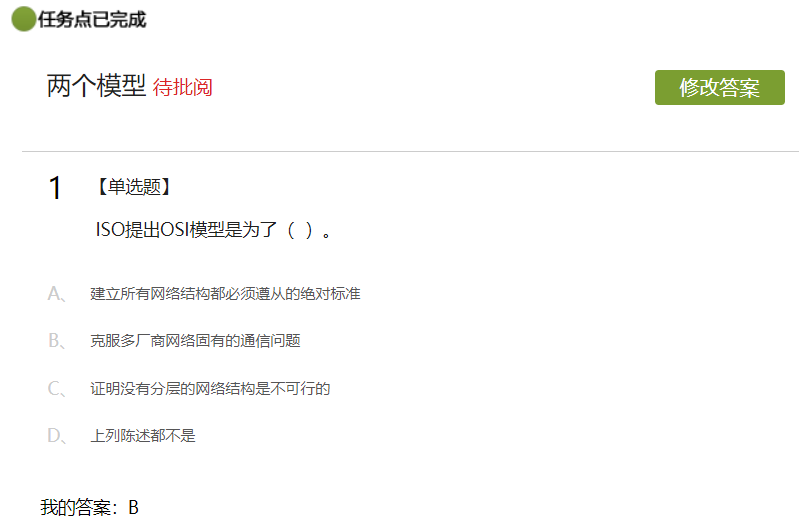 任务点已完成
两个模型 待批阅 修改答案
1 【单选题】
ISO提出OSI模型是为了（ ）。
A、 建立所有网络结构都必须遵从的绝对标准
B、 克服多厂商网络固有的通信问题
C、 证明没有分层的网络结构是不可行的
D、 上列陈述都不是
我的答案：B